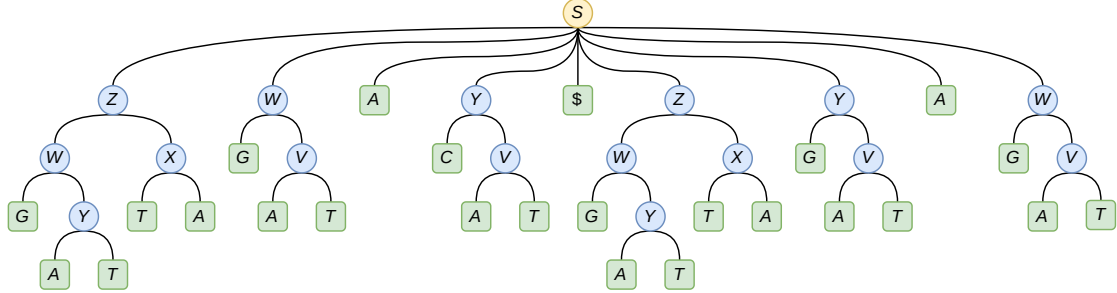 S
Z W A Y $ Z Y A W
W X G V C V W X G V G V
G Y T A A T A T G Y T A A T A T
A T A T